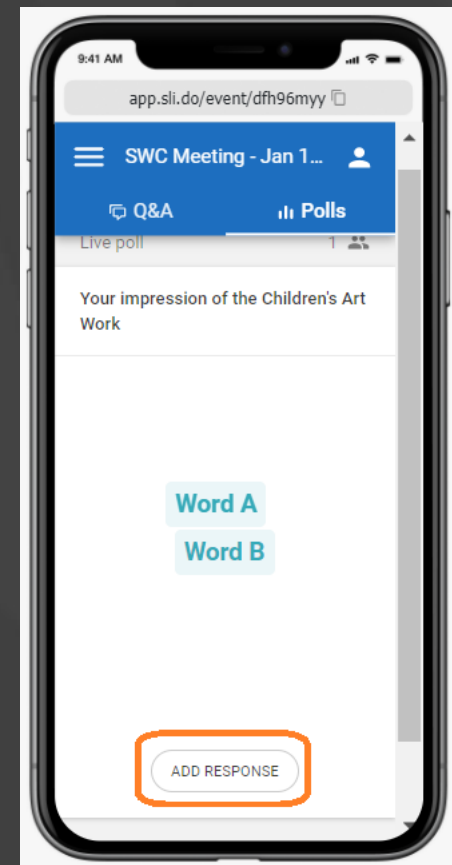 9:41 AM
app.sli.do/event/dfh96myy
SWC Meeting - Jan 1...
Q&A Polls
Live poll 1
Your impression of the Children's Art
Work
Word A
Word B
ADD RESPONSE